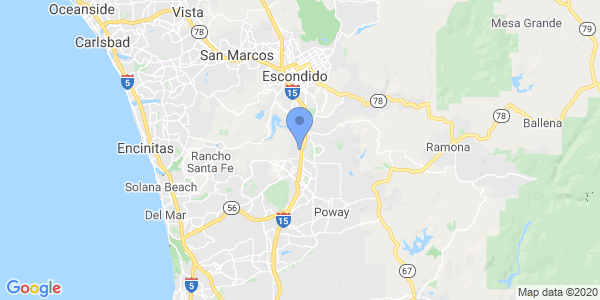 Oceanside
Vista
78
Mesa Grande
79
Carlsbad
San Marcos
Escondido
5
15
78
78
Ballena
Encinitas
Ramona
Rancho
Santa Fe
Solana Beach
Del Mar
56
15
Poway
67
5
Google
Map data ©2020